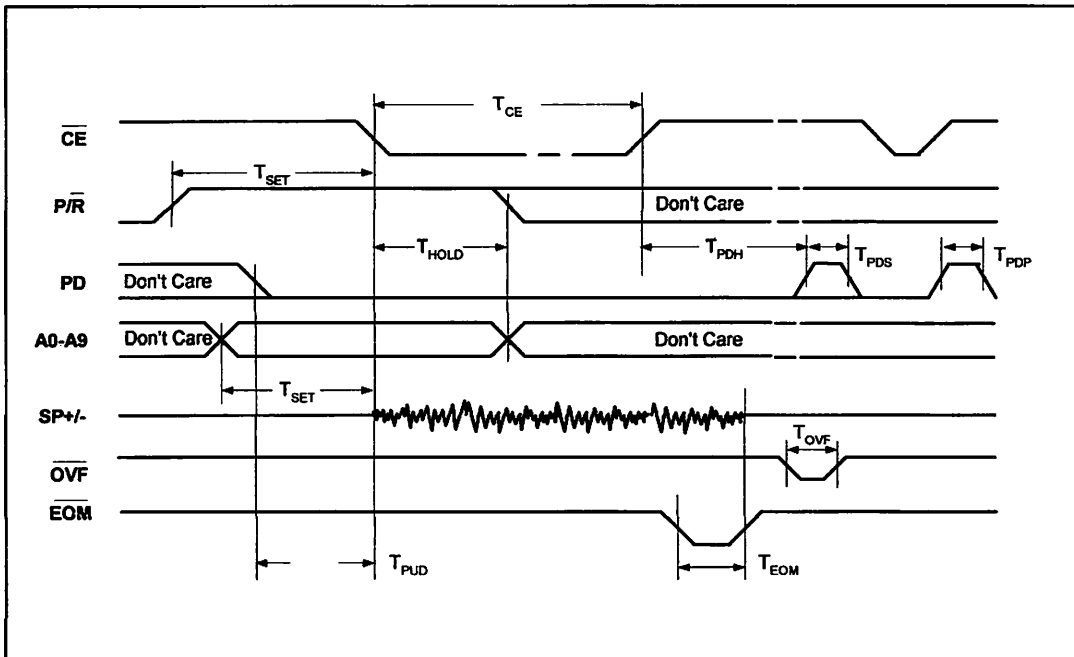 T_CE
CE
T_SET
P/R
Don't Care
T_HOLD
T_PDH
T_PDS
T_PDP
PD
Don't Care
A0-A9
Don't Care
Don't Care
T_SET
SP+/-
T_OVF
OVF
EOM
T_PUD
T_EOM